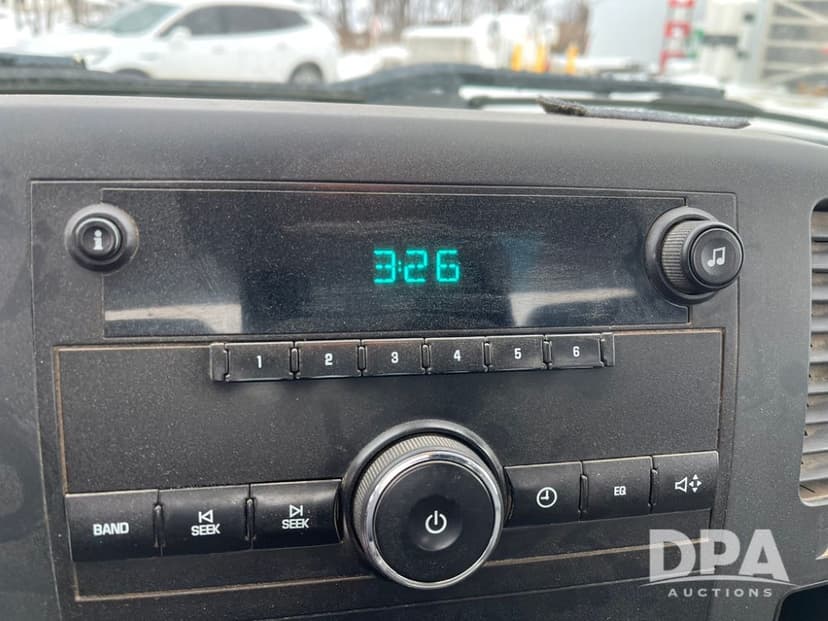 i
3:26
1 2 3 4 5 6
BAND SEEK SEEK EQ
DPA
AUCTIONS